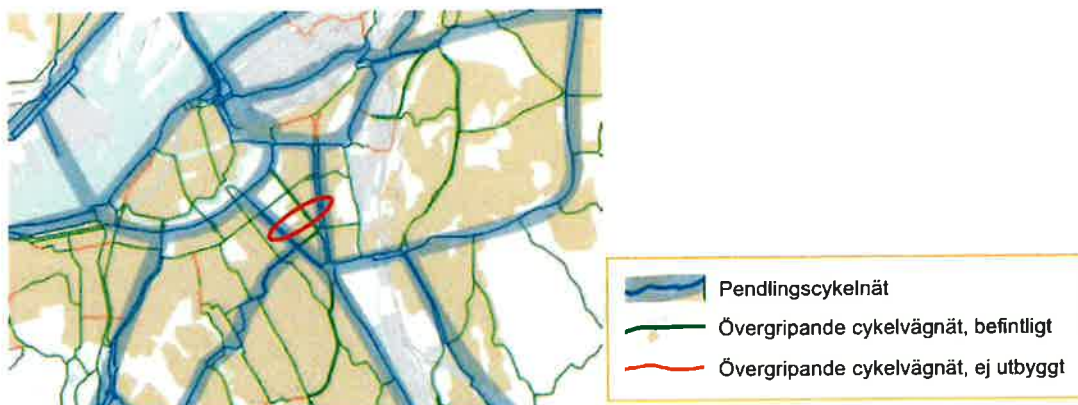 Pendlingscykelnät
Övergripande cykelvägnät, befintligt
Övergripande cykelvägnät, ej utbyggt